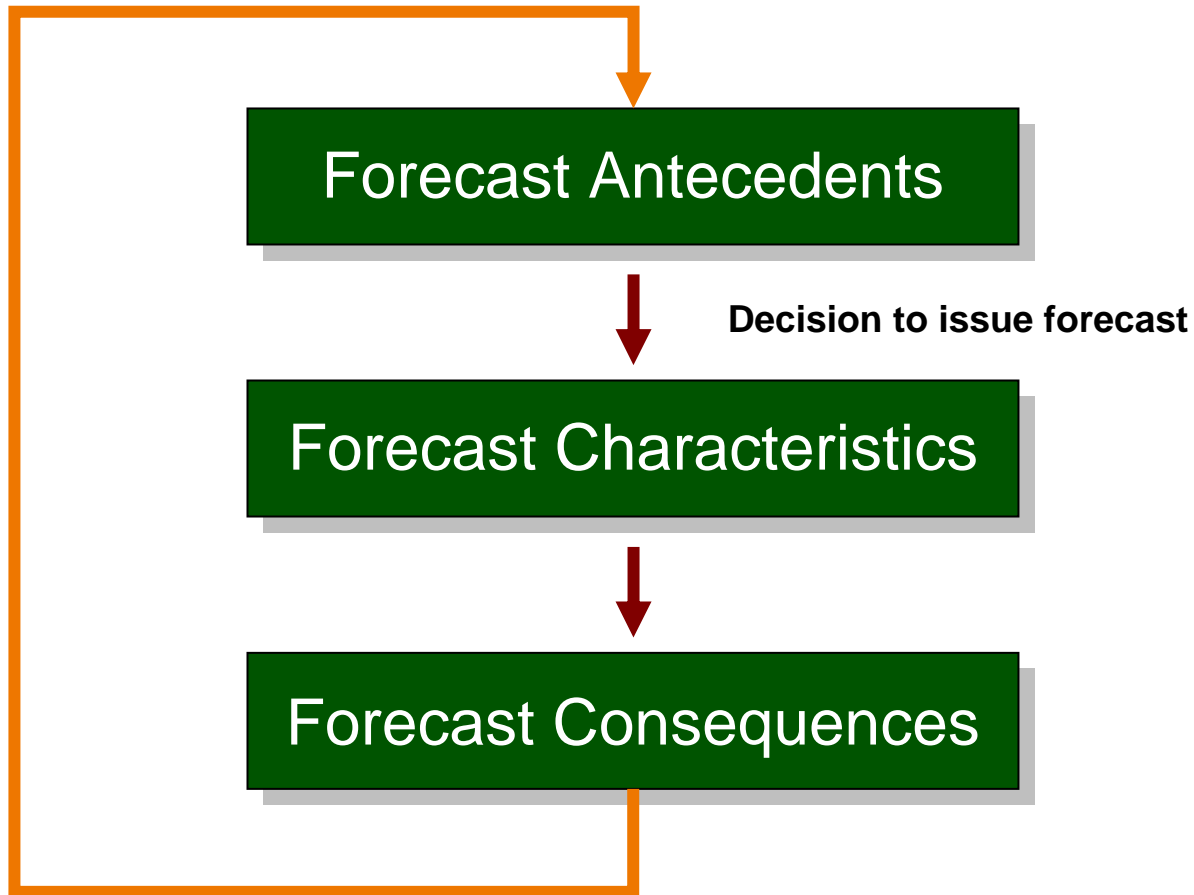 Forecast Antecedents
Decision to issue forecast
Forecast Characteristics
Forecast Consequences